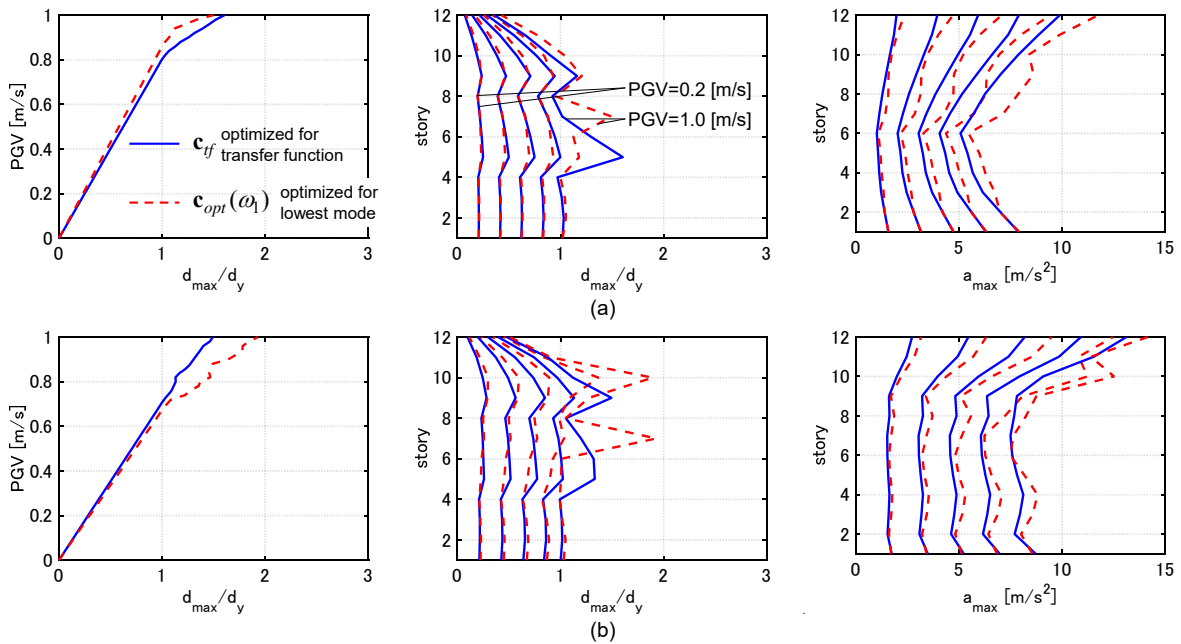 1
0.8
0.6
0.4
0.2
0
PGV [m/s]
c_tf optimized for
transfer function
c_opt(ω_1) optimized for
lowest mode
0 1 2 3
d_max/d_y
12
10
8
6
4
2
story
PGV=0.2 [m/s]
PGV=1.0 [m/s]
0 1 2 3
d_max/d_y
12
10
8
6
4
2
story
0 5 10 15
a_max [m/s^2]
(a)
1
0.8
0.6
0.4
0.2
0
PGV [m/s]
0 1 2 3
d_max/d_y
12
10
8
6
4
2
story
0 1 2 3
d_max/d_y
12
10
8
6
4
2
story
0 5 10 15
a_max [m/s^2]
(b)